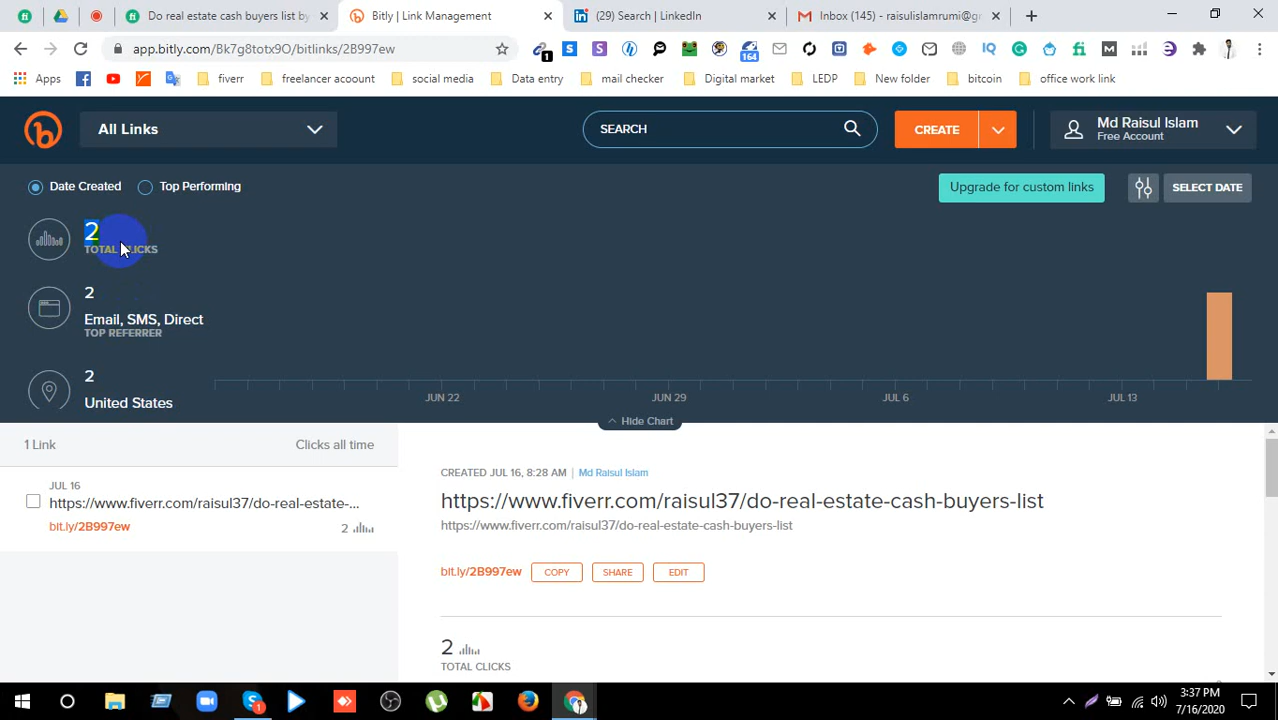 Do real estate cash buyers list by
Bitly | Link Management
(29) Search | LinkedIn
Inbox (145) - raisulislamrumi@ge
app.bitly.com/Bk7g8totx9O/bitlinks/2B997ew
1
164
Apps
fiverr
freelancer acoount
social media
Data entry
mail checker
Digital market
LEDP
New folder
bitcoin
office work link
All Links
SEARCH
CREATE
Md Raisul Islam
Free Account
Date Created
Top Performing
Upgrade for custom links
SELECT DATE
2
TOTAL CLICKS
2
Email, SMS, Direct
TOP REFERRER
2
United States
JUN 22
JUN 29
JUL 6
JUL 13
Hide Chart
1 Link
Clicks all time
JUL 16
https://www.fiverr.com/raisul37/do-real-estate-...
bit.ly/2B997ew
2
CREATED JUL 16, 8:28 AM | Md Raisul Islam
https://www.fiverr.com/raisul37/do-real-estate-cash-buyers-list
https://www.fiverr.com/raisul37/do-real-estate-cash-buyers-list
bit.ly/2B997ew
COPY
SHARE
EDIT
2
TOTAL CLICKS
3:37 PM
7/16/2020